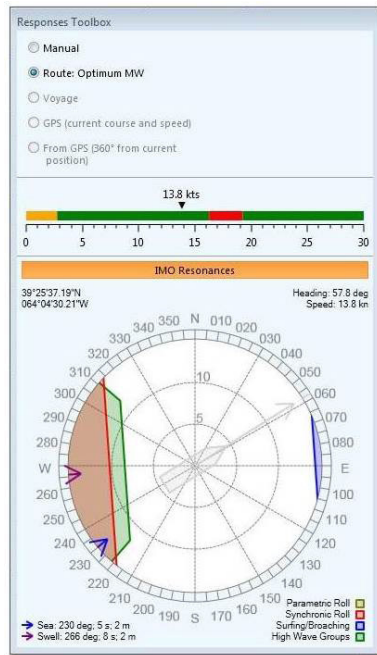 Responses Toolbox
Manual
Route: Optimum MW
Voyage
GPS (current course and speed)
From GPS (360° from current
position)
13.8 kts
0 5 10 15 20 25 30
IMO Resonances
39°25'37.19"N
064°04'30.21"W
Heading: 57.8 deg
Speed: 13.8 kn
N
340 350 010 020
330 030
320 040
310 050
300 060
290 070
280 080
W E
260 100
250 110
240 120
230 130
220 140
210 150
200 190 170 160
S
10
5
Parametric Roll
Synchronic Roll
Sea: 230 deg; 5 s; 2 m Surfing/Broaching
Swell: 266 deg; 8 s; 2 m High Wave Groups